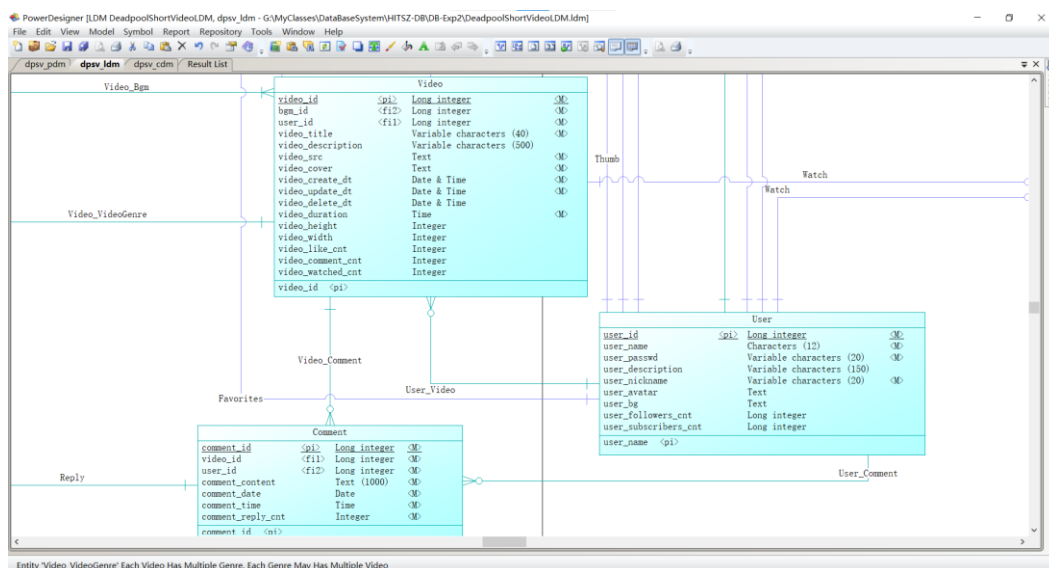 PowerDesigner [LDM DeadpoolShortVideoLDM, dpsv_ldm - G:\MyClasses\DataBaseSystem\HITSZ-DB\DB-Exp2\DeadpoolShortVideoLDM.ldm]
File Edit View Model Symbol Report Repository Tools Window Help
dpsv_pdm dpsv_ldm dpsv_cdm Result List
Video_Bgm
Video
video_id <pi> Long integer <M>
bgm_id <fi2> Long integer <M>
user_id <fi1> Long integer <M>
video_title Variable characters (40) <M>
video_description Variable characters (500)
video_src Text <M>
video_cover Text <M>
video_create_dt Date & Time <M>
video_update_dt Date & Time <M>
video_delete_dt Date & Time
video_duration Time <M>
video_height Integer
video_width Integer
video_like_cnt Integer
video_comment_cnt Integer
video_watched_cnt Integer
video_id <pi>
Thumb
Watch
Watch
Video_VideoGenre
Video_Comment
User_Video
Favorites
User
user_id <pi> Long integer <M>
user_name Characters (12) <M>
user_passwd Variable characters (20) <M>
user_description Variable characters (150)
user_nickname Variable characters (20) <M>
user_avatar Text
user_bg Text
user_followers_cnt Long integer
user_subscribers_cnt Long integer
user_name <pi>
Comment
comment_id <pi> Long integer <M>
video_id <fi1> Long integer <M>
user_id <fi2> Long integer <M>
comment_content Text (1000) <M>
comment_date Date <M>
comment_time Time <M>
comment_reply_cnt Integer <M>
comment_id <pi>
Reply
User_Comment
Entity 'Video_VideoGenre' Each Video Has Multiple Genre, Each Genre May Has Multiple Video